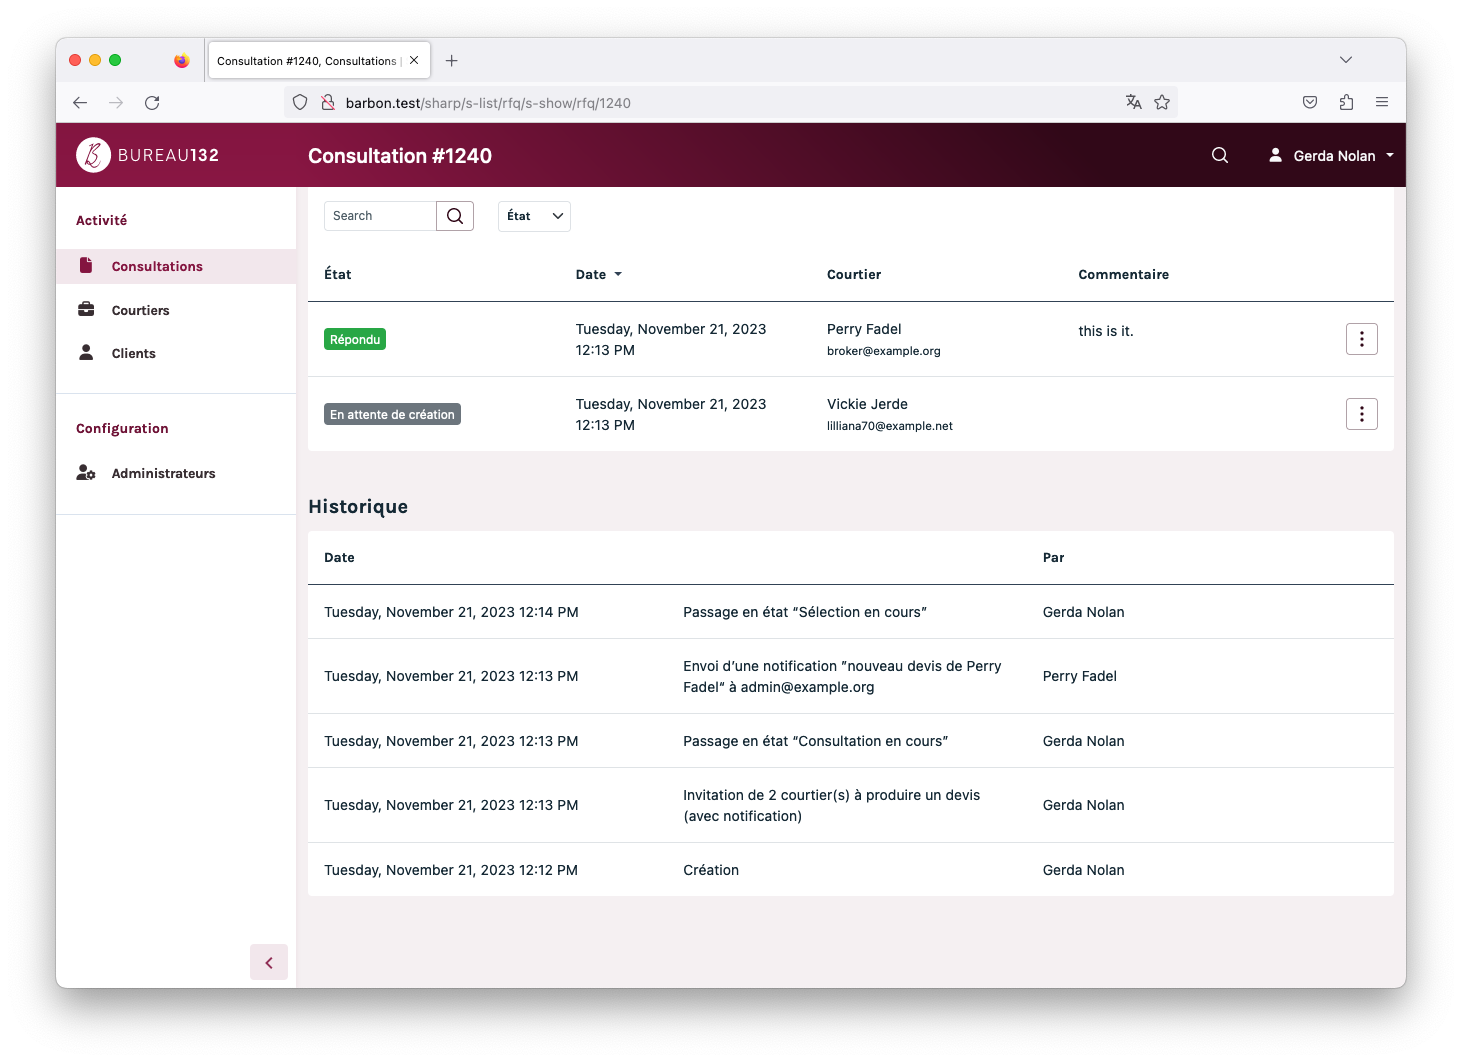 Consultation #1240, Consultations |
barbon.test/sharp/s-list/rfq/s-show/rfq/1240
BUREAU132
Consultation #1240
Gerda Nolan
Activité
Consultations
Courtiers
Clients
Configuration
Administrateurs
Search
État
État
Date
Courtier
Commentaire
Répondu
Tuesday, November 21, 2023
12:13 PM
Perry Fadel
broker@example.org
this is it.
En attente de création
Tuesday, November 21, 2023
12:13 PM
Vickie Jerde
lilliana70@example.net
Historique
Date
Par
Tuesday, November 21, 2023 12:14 PM
Passage en état “Sélection en cours”
Gerda Nolan
Tuesday, November 21, 2023 12:13 PM
Envoi d’une notification ”nouveau devis de Perry
Fadel“ à admin@example.org
Perry Fadel
Tuesday, November 21, 2023 12:13 PM
Passage en état “Consultation en cours”
Gerda Nolan
Tuesday, November 21, 2023 12:13 PM
Invitation de 2 courtier(s) à produire un devis
(avec notification)
Gerda Nolan
Tuesday, November 21, 2023 12:12 PM
Création
Gerda Nolan